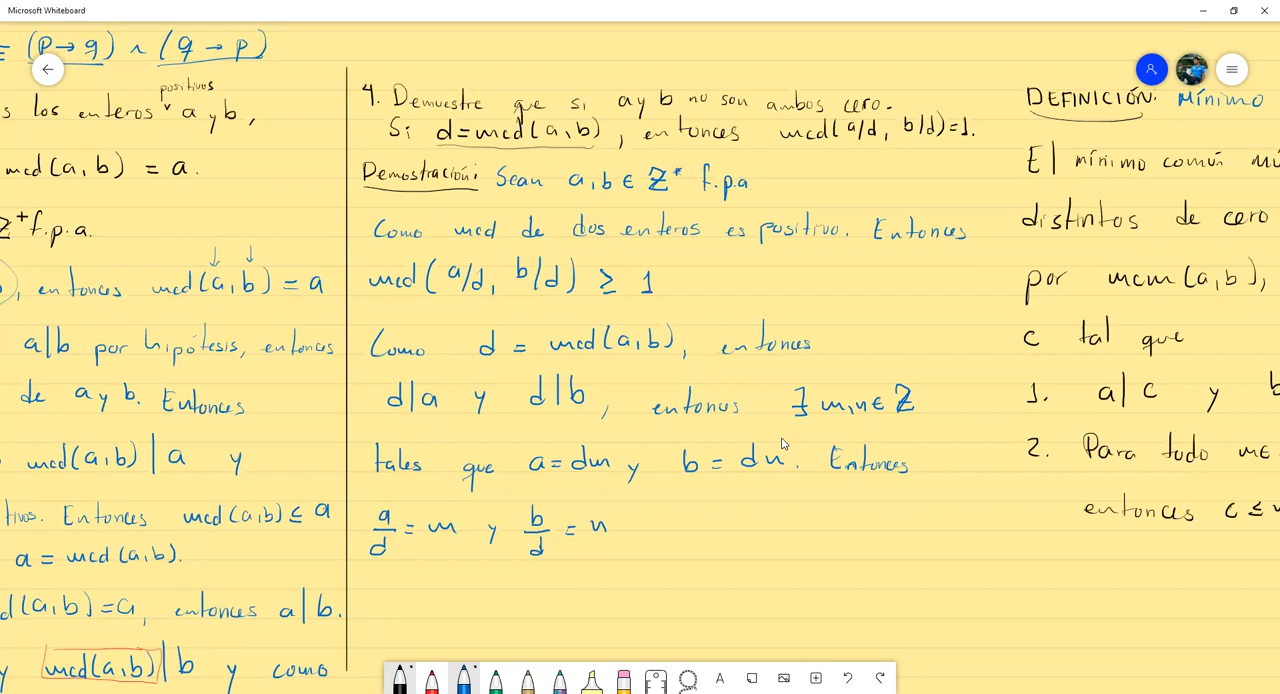 Microsoft Whiteboard
≡ (P→q) ∧ (q→p)
positivos
s los enteros ˅ a y b,
mcd(a,b) = a.
Z⁺ f.p.a.
, entonces mcd(a,b) = a
a|b por hipótesis, entonces
de a y b. Entonces
mcd(a,b) | a y
tivos. Entonces mcd(a,b) ≤ a
a = mcd(a,b).
d(a,b)=a, entonces a|b.
y mcd(a,b) | b y como
4. Demuestre que si a y b no son ambos cero.
Si d=mcd(a,b), entonces mcd(a/d, b/d)=1.
Demostración: Sean a,b ∈ Z* f.p.a
Como mcd de dos enteros es positivo. Entonces
mcd(a/d, b/d) ≥ 1
Como d = mcd(a,b), entonces
d|a y d|b, entonces ∃ m,n ∈ Z
tales que a=dm y b=dn. Entonces
a/d = m y b/d = n
DEFINICIÓN: Mínimo
El mínimo común mú
distintos de cero
por mcm(a,b),
c tal que
1. a|c y b
2. Para todo m∈
entonces c ≤